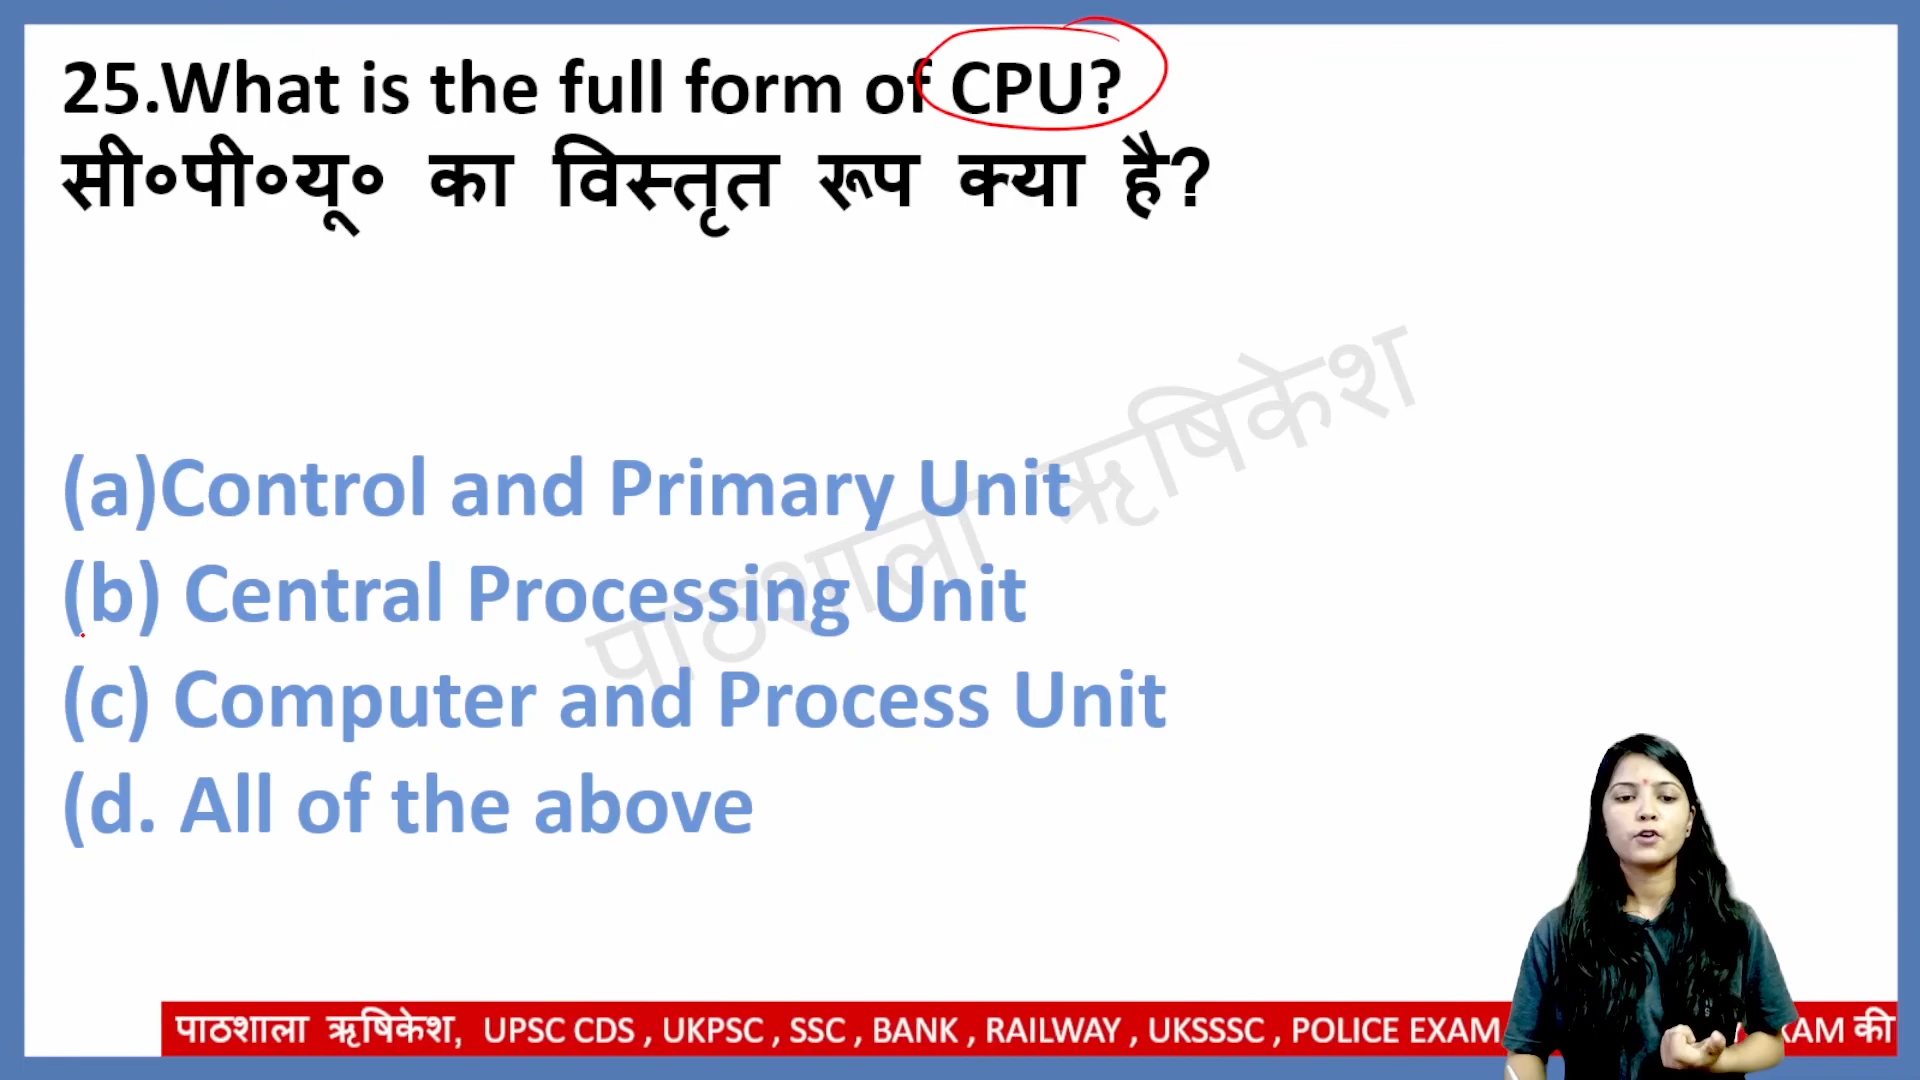 25.What is the full form of CPU?
सी०पी०यू० का विस्तृत रूप क्या है?
पाठशाला ऋषिकेश
(a)Control and Primary Unit
(b) Central Processing Unit
(c) Computer and Process Unit
(d. All of the above
पाठशाला ऋषिकेश, UPSC CDS , UKPSC , SSC , BANK , RAILWAY , UKSSSC , POLICE EXAM की